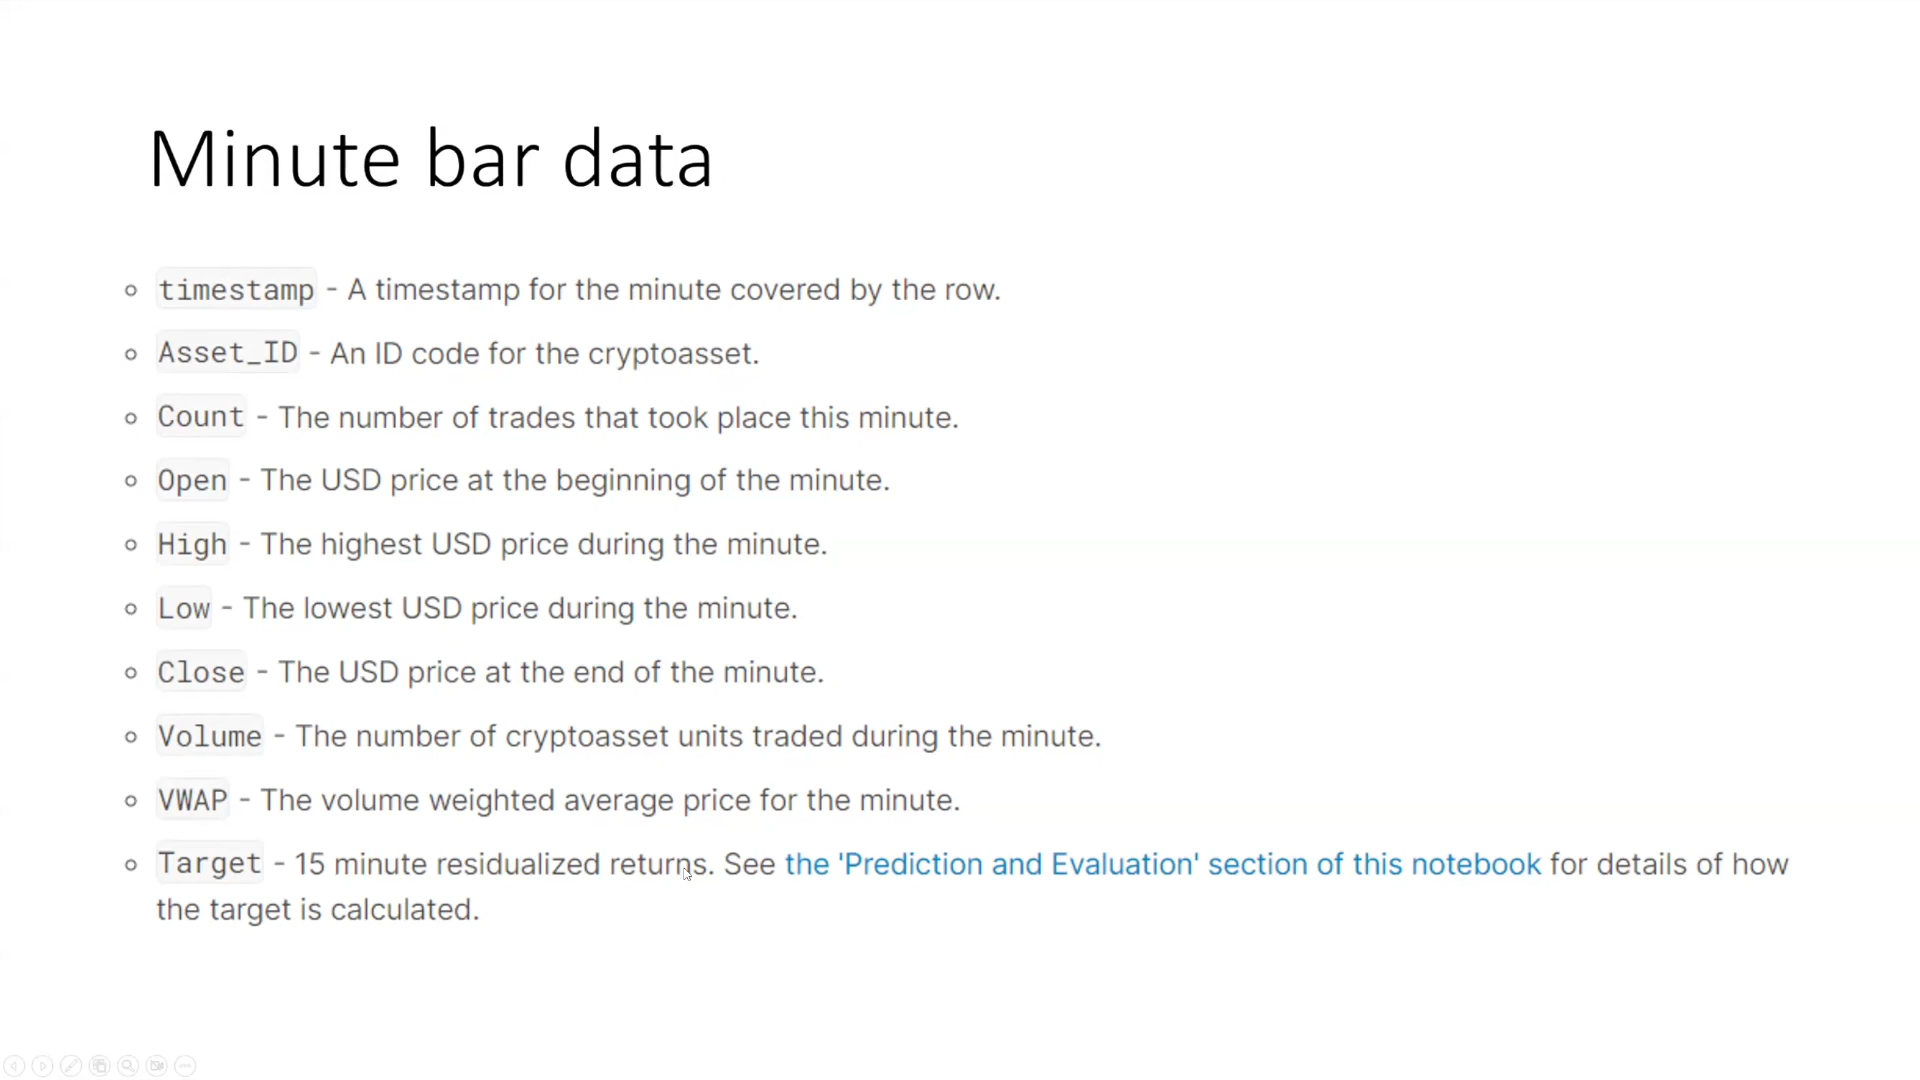 Minute bar data
timestamp - A timestamp for the minute covered by the row.
Asset_ID - An ID code for the cryptoasset.
Count - The number of trades that took place this minute.
Open - The USD price at the beginning of the minute.
High - The highest USD price during the minute.
Low - The lowest USD price during the minute.
Close - The USD price at the end of the minute.
Volume - The number of cryptoasset units traded during the minute.
VWAP - The volume weighted average price for the minute.
Target - 15 minute residualized returns. See the 'Prediction and Evaluation' section of this notebook for details of how
the target is calculated.